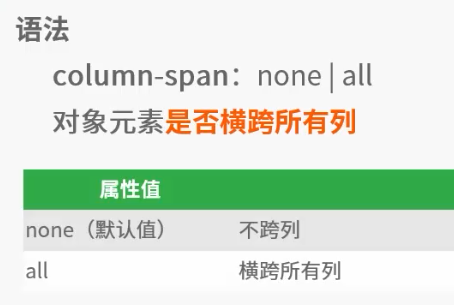 语法
column-span：none | all
对象元素是否横跨所有列
属性值
none（默认值） 不跨列
all 横跨所有列